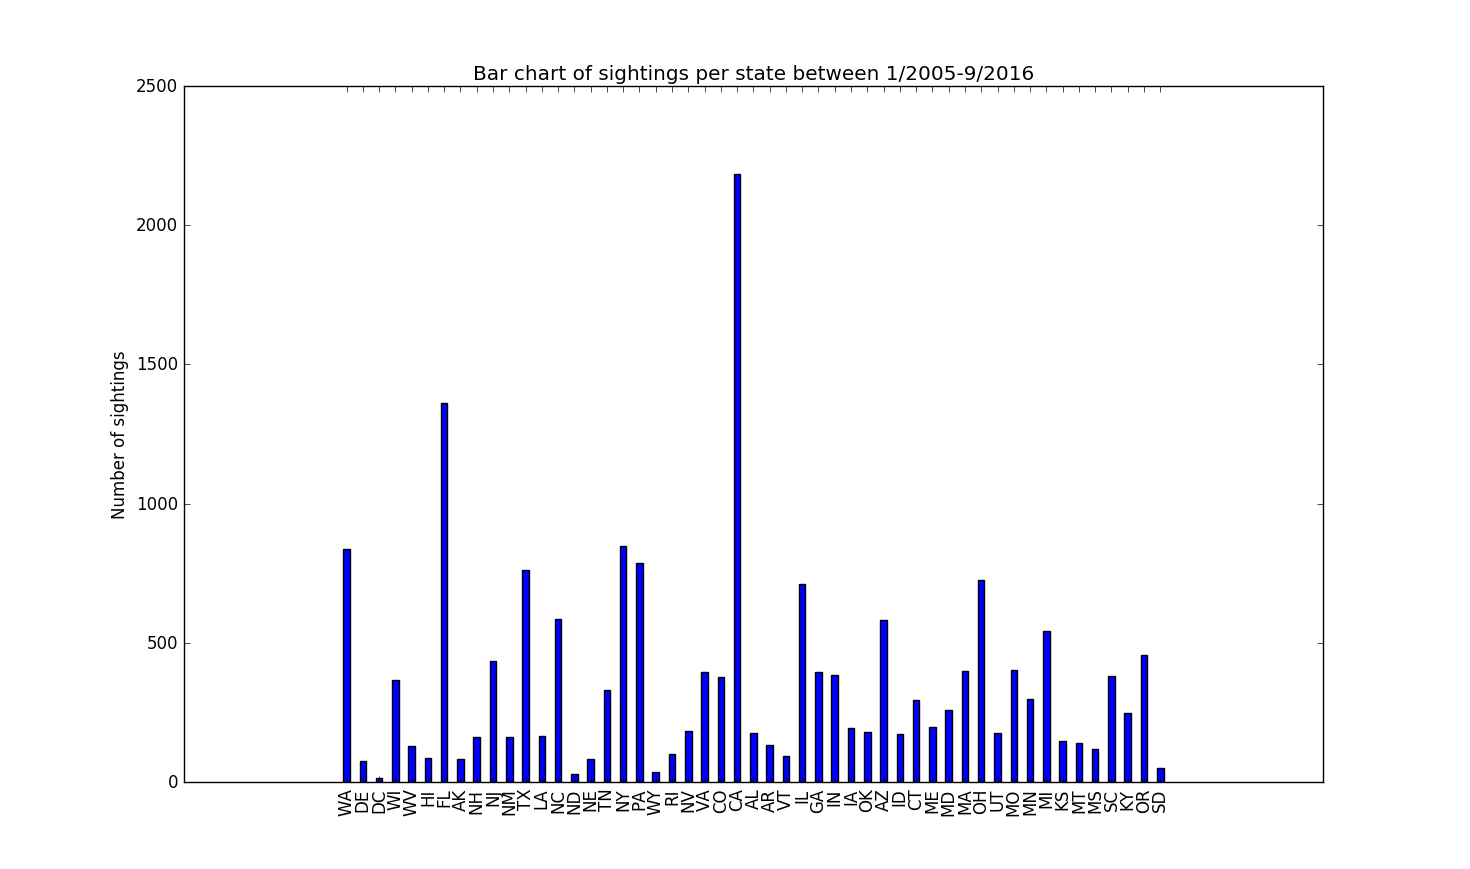 Bar chart of sightings per state between 1/2005-9/2016
2500
2000
1500
1000
500
0
Number of sightings
WA
DE
DC
WI
WV
HI
FL
AK
NH
NJ
NM
TX
LA
NC
ND
NE
TN
NY
PA
WY
RI
NV
VA
CO
CA
AL
AR
VT
IL
GA
IN
IA
OK
AZ
ID
CT
ME
MD
MA
OH
UT
MO
MN
MI
KS
MT
MS
SC
KY
OR
SD